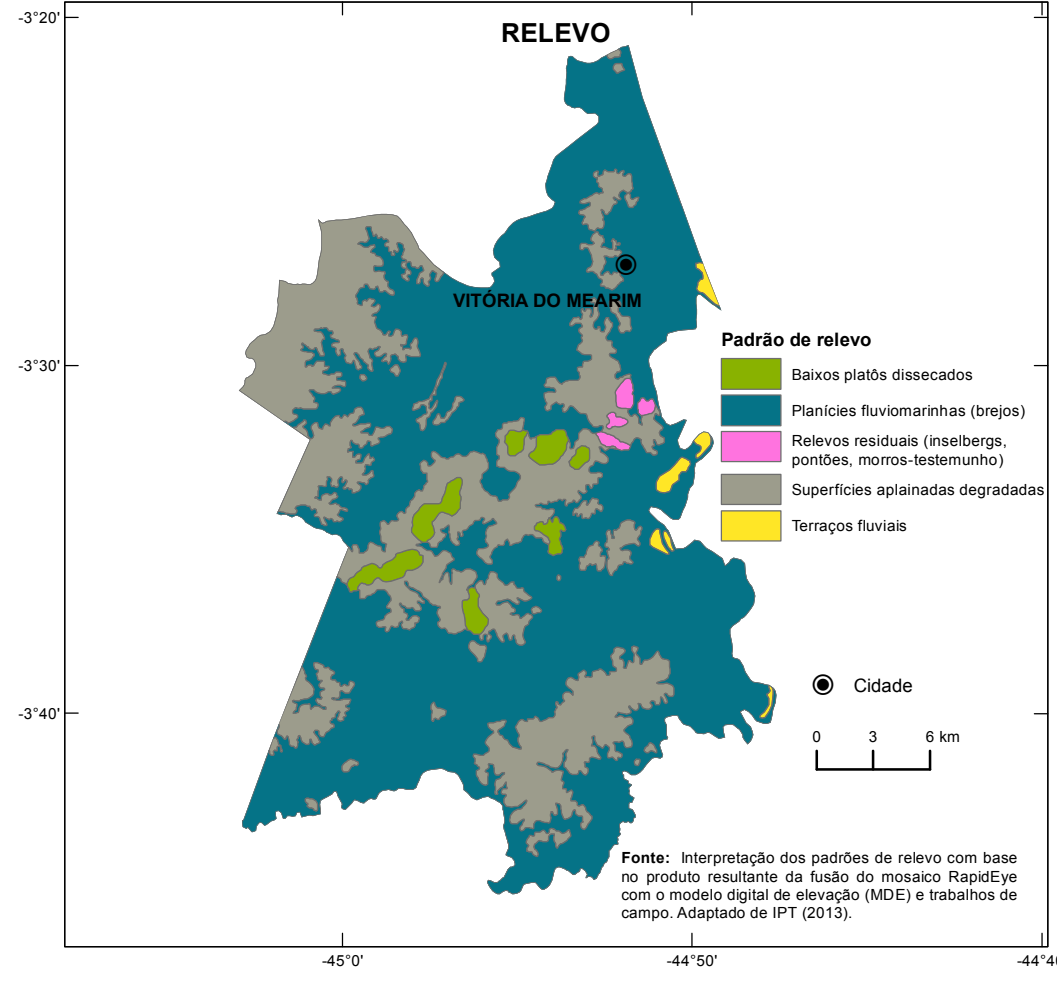 RELEVO
-3°20'
VITÓRIA DO MEARIM
-3°30'
Padrão de relevo
Baixos platôs dissecados
Planícies fluviomarinhas (brejos)
Relevos residuais (inselbergs,
pontões, morros-testemunho)
Superfícies aplainadas degradadas
Terraços fluviais
Cidade
-3°40'
0 3 6 km
Fonte: Interpretação dos padrões de relevo com base
no produto resultante da fusão do mosaico RapidEye
com o modelo digital de elevação (MDE) e trabalhos de
campo. Adaptado de IPT (2013).
-45°0' -44°50'